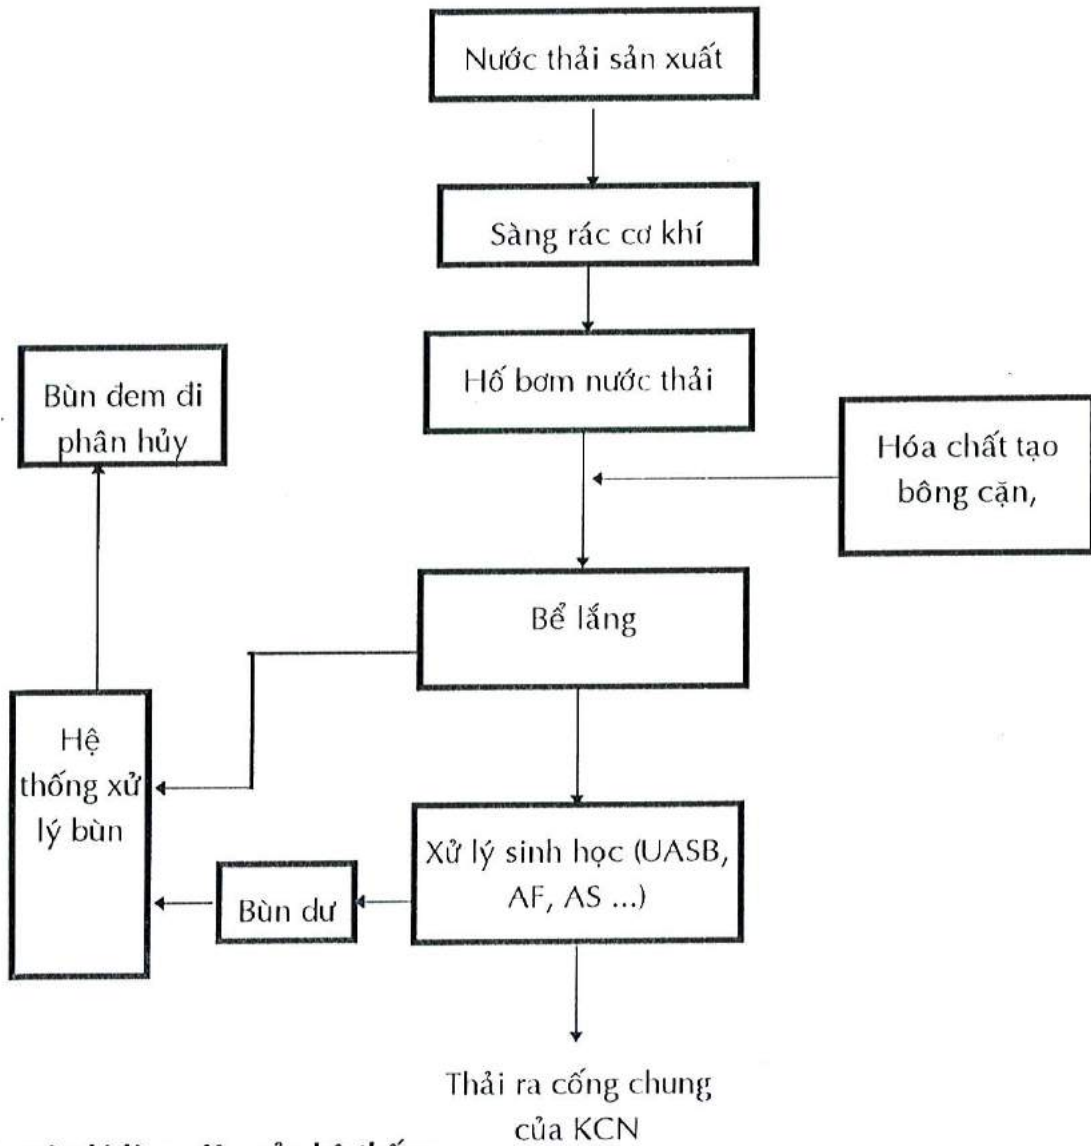 Nước thải sản xuất
Sàng rác cơ khí
Hố bơm nước thải
Bùn đem đi
phân hủy
Hóa chất tạo
bông cặn,
Bể lắng
Hệ
thống xử
lý bùn
Xử lý sinh học (UASB,
AF, AS ...)
Bùn dư
Thải ra cống chung
của KCN